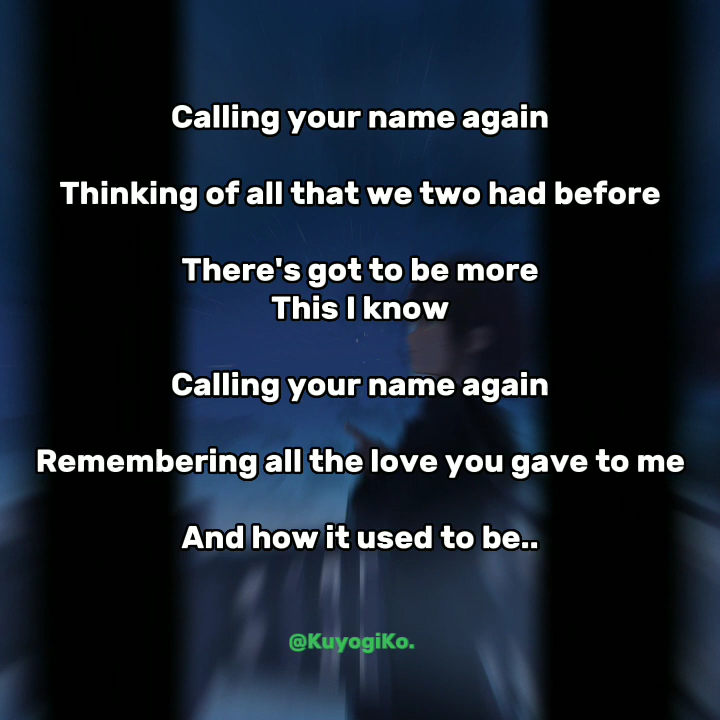 Calling your name again
Thinking of all that we two had before
There's got to be more
This I know
Calling your name again
Remembering all the love you gave to me
And how it used to be..
@KuyogiKo.